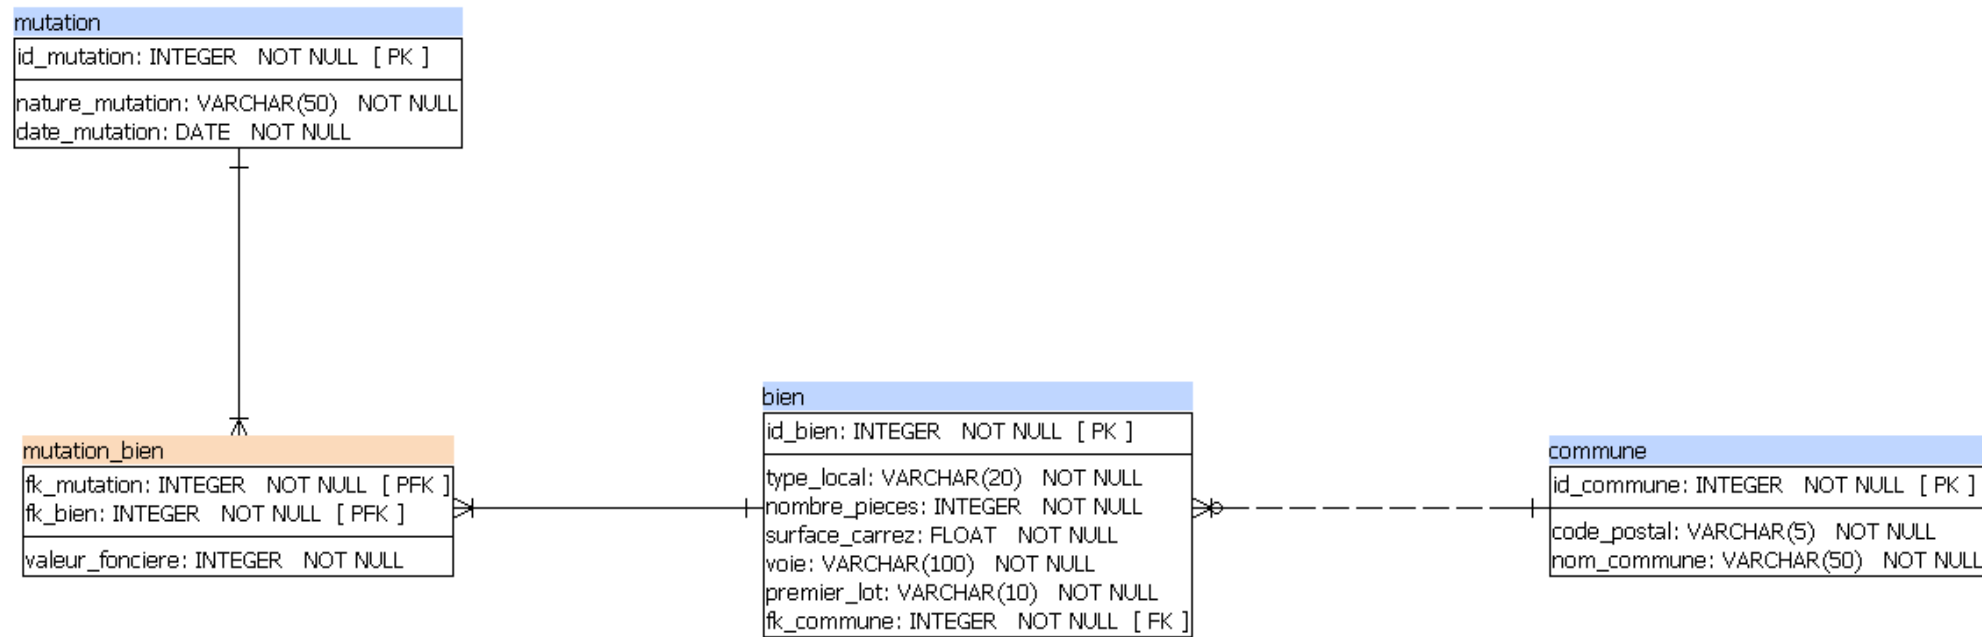 mutation
id_mutation: INTEGER NOT NULL [ PK ]
nature_mutation: VARCHAR(50) NOT NULL
date_mutation: DATE NOT NULL
mutation_bien
fk_mutation: INTEGER NOT NULL [ PFK ]
fk_bien: INTEGER NOT NULL [ PFK ]
valeur_fonciere: INTEGER NOT NULL
bien
id_bien: INTEGER NOT NULL [ PK ]
type_local: VARCHAR(20) NOT NULL
nombre_pieces: INTEGER NOT NULL
surface_carrez: FLOAT NOT NULL
voie: VARCHAR(100) NOT NULL
premier_lot: VARCHAR(10) NOT NULL
fk_commune: INTEGER NOT NULL [ FK ]
commune
id_commune: INTEGER NOT NULL [ PK ]
code_postal: VARCHAR(5) NOT NULL
nom_commune: VARCHAR(50) NOT NULL